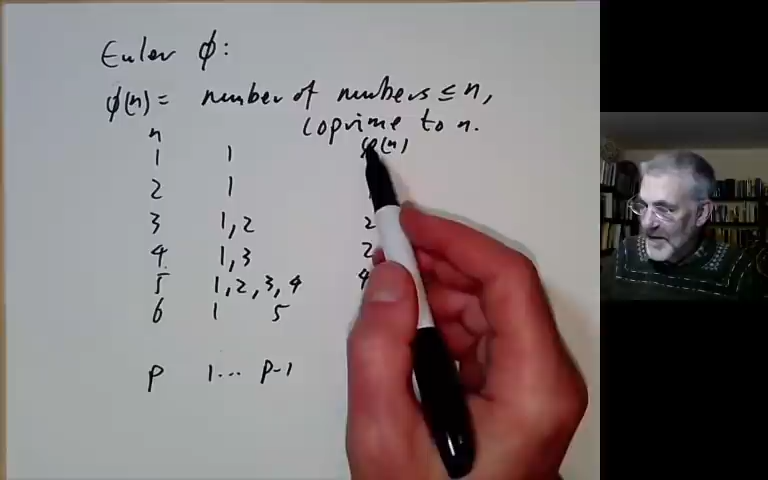 Euler φ:
φ(n) = number of numbers ≤ n,
coprime to n.
n φ(n)
1 1
2 1
3 1,2 2
4 1,3 2
5 1,2,3,4 4
6 1 5
p 1... p-1